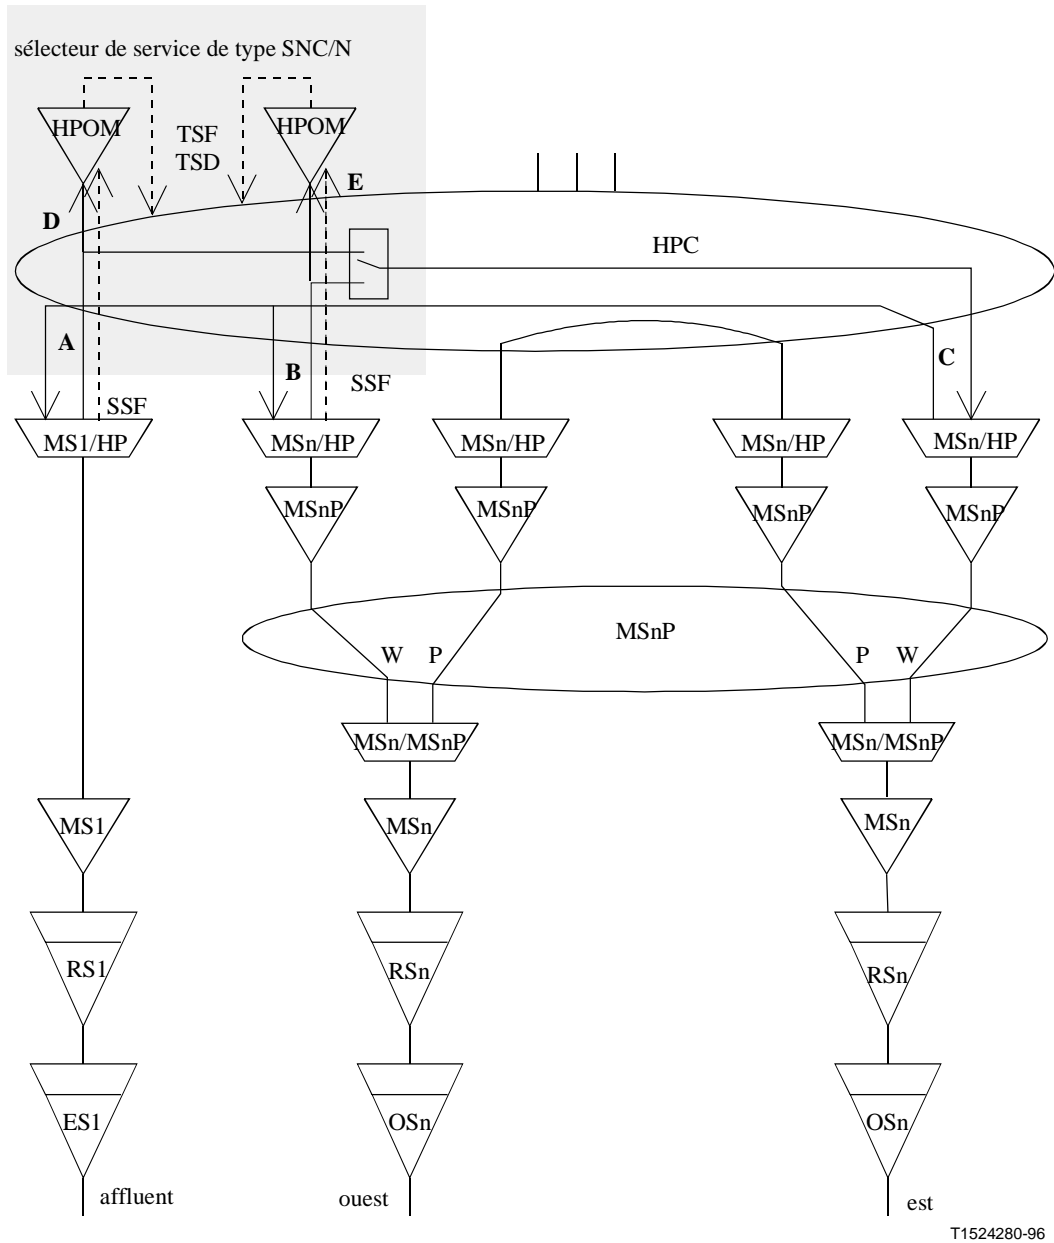 sélecteur de service de type SNC/N
HPOM
HPOM
TSF
TSD
E
D
HPC
A
B
C
SSF
SSF
MS1/HP
MSn/HP
MSn/HP
MSn/HP
MSn/HP
MSnP
MSnP
MSnP
MSnP
MSnP
W
P
P
W
MSn/MSnP
MSn/MSnP
MS1
MSn
MSn
RS1
RSn
RSn
ES1
OSn
OSn
affluent
ouest
est
T1524280-96